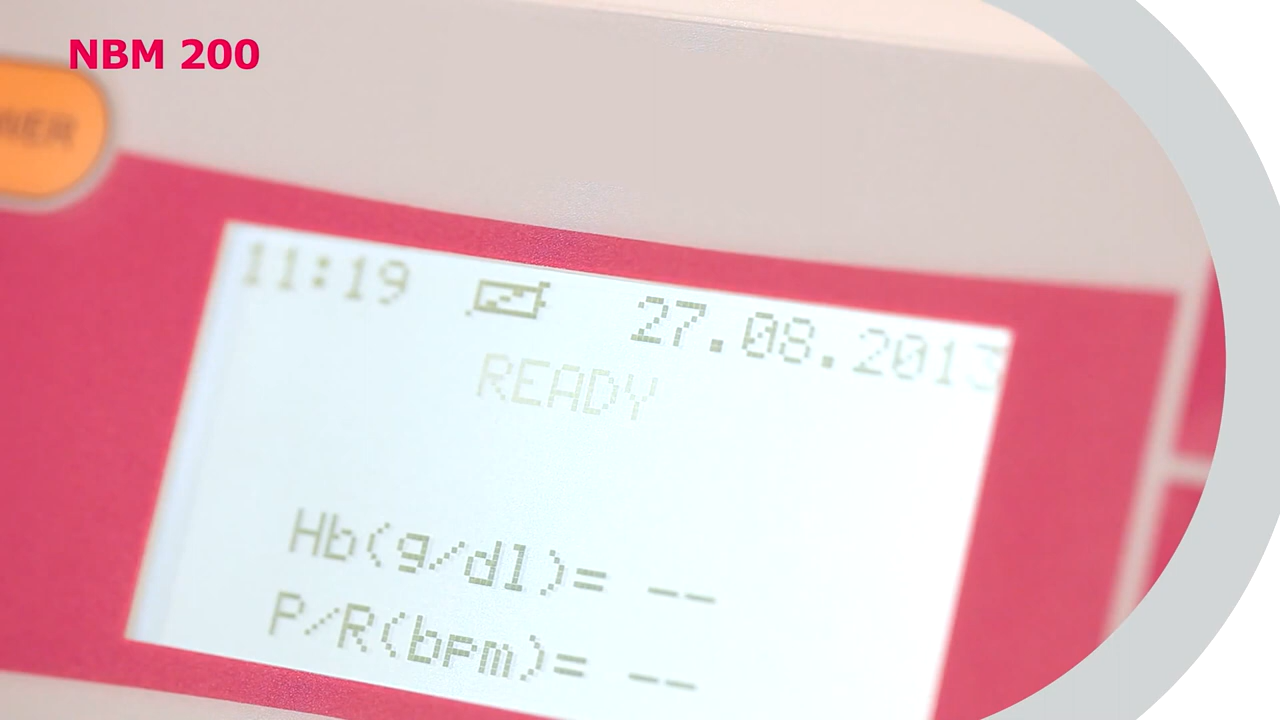 NBM 200
11:19 27.08.2013
READY
Hb(g/dl)= --
P/R(bpm)= --